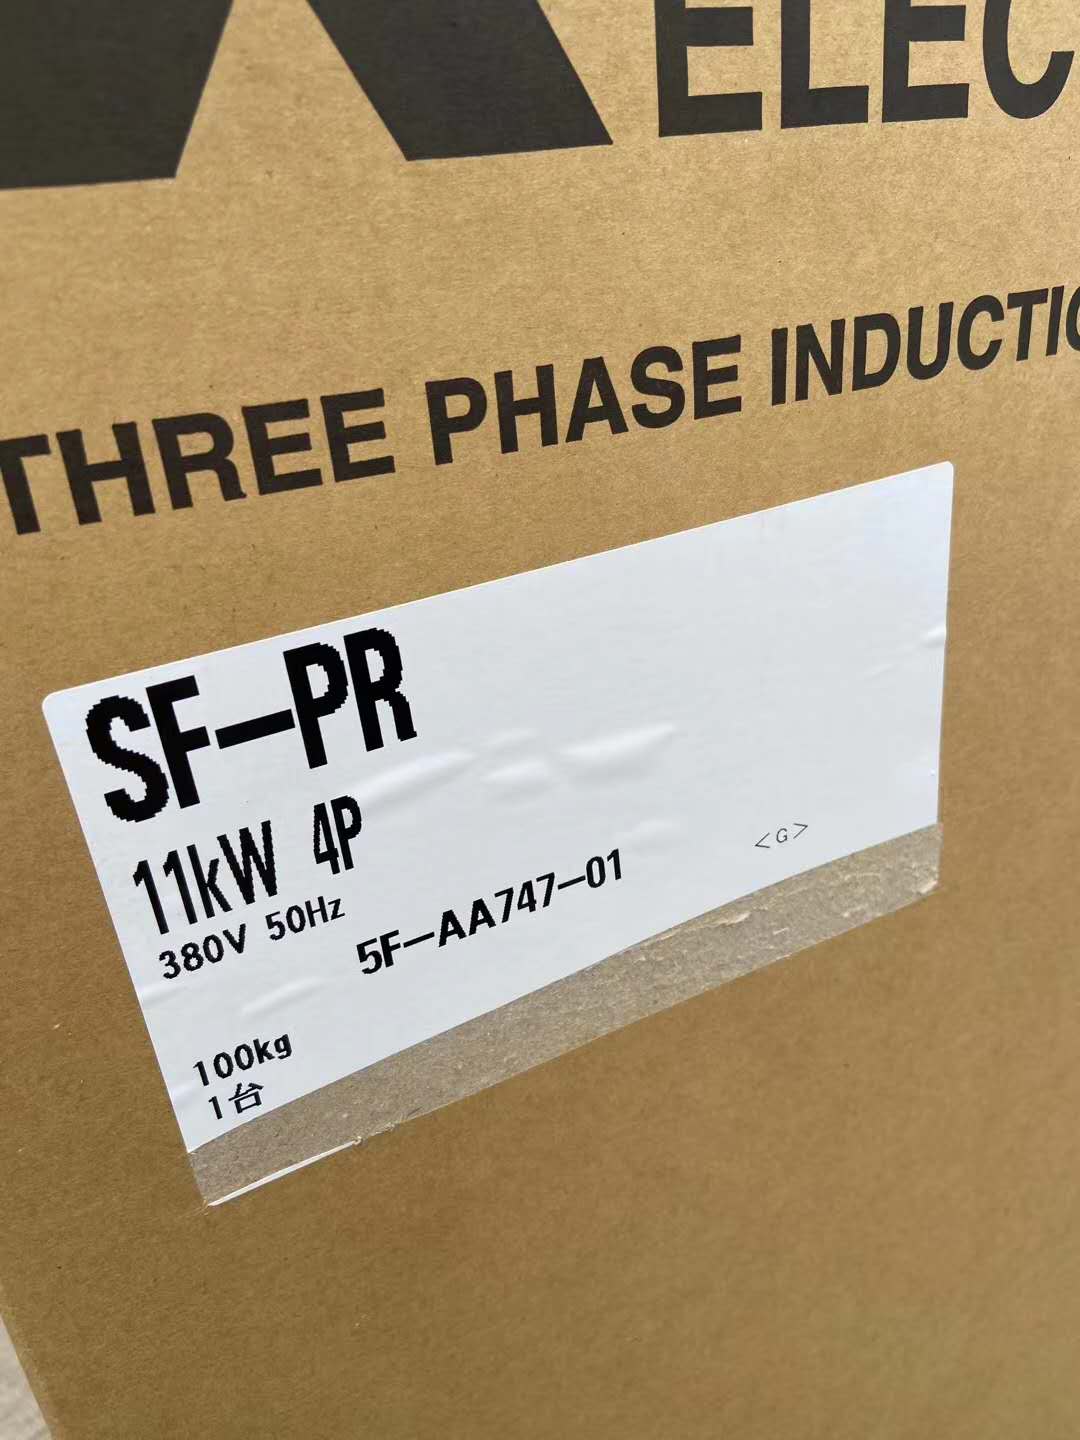 ELEC
THREE PHASE INDUCTIO
SF-PR
11kW 4P
380V 50Hz
5F-AA747-01
<G>
100kg
1台